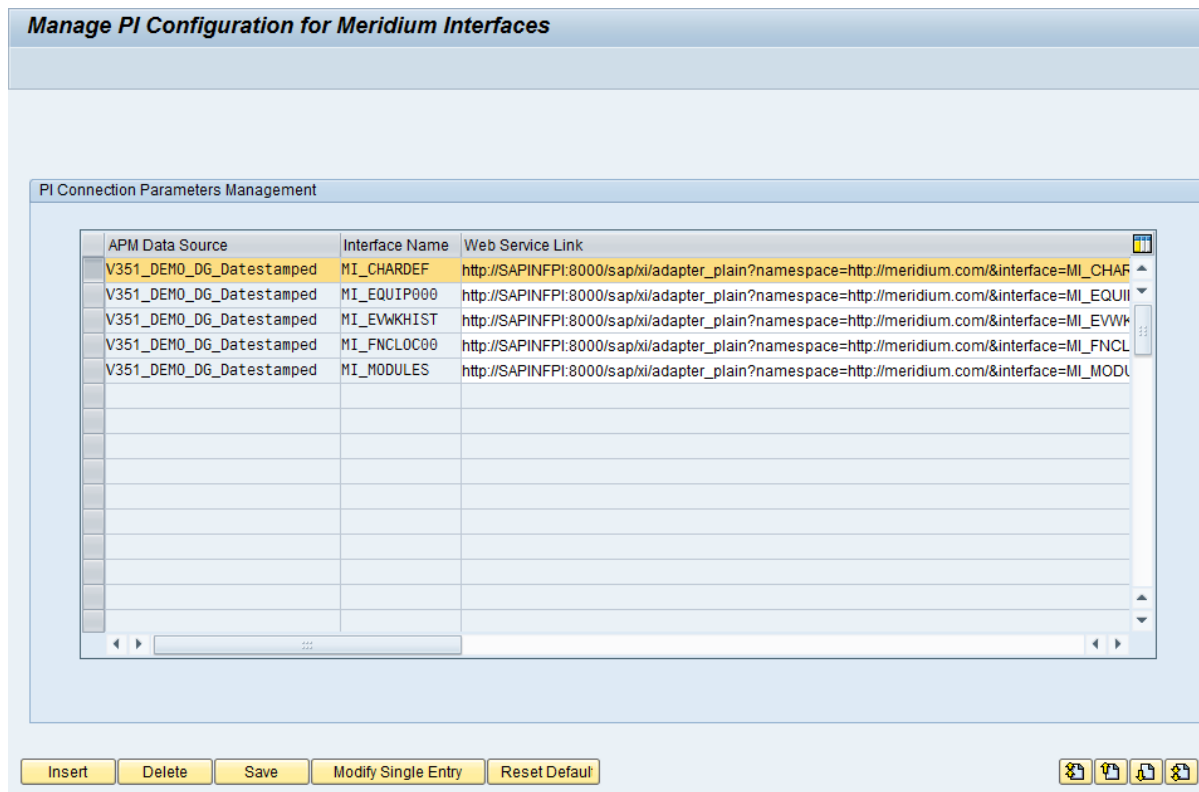 Manage PI Configuration for Meridium Interfaces
PI Connection Parameters Management
APM Data Source Interface Name Web Service Link
V351_DEMO_DG_Datestamped MI_CHARDEF http://SAPINFPI:8000/sap/xi/adapter_plain?namespace=http://meridium.com/&interface=MI_CHAR
V351_DEMO_DG_Datestamped MI_EQUIP000 http://SAPINFPI:8000/sap/xi/adapter_plain?namespace=http://meridium.com/&interface=MI_EQUI
V351_DEMO_DG_Datestamped MI_EVWKHIST http://SAPINFPI:8000/sap/xi/adapter_plain?namespace=http://meridium.com/&interface=MI_EVWK
V351_DEMO_DG_Datestamped MI_FNCLOC00 http://SAPINFPI:8000/sap/xi/adapter_plain?namespace=http://meridium.com/&interface=MI_FNCL
V351_DEMO_DG_Datestamped MI_MODULES http://SAPINFPI:8000/sap/xi/adapter_plain?namespace=http://meridium.com/&interface=MI_MODU
Insert Delete Save Modify Single Entry Reset Defaul